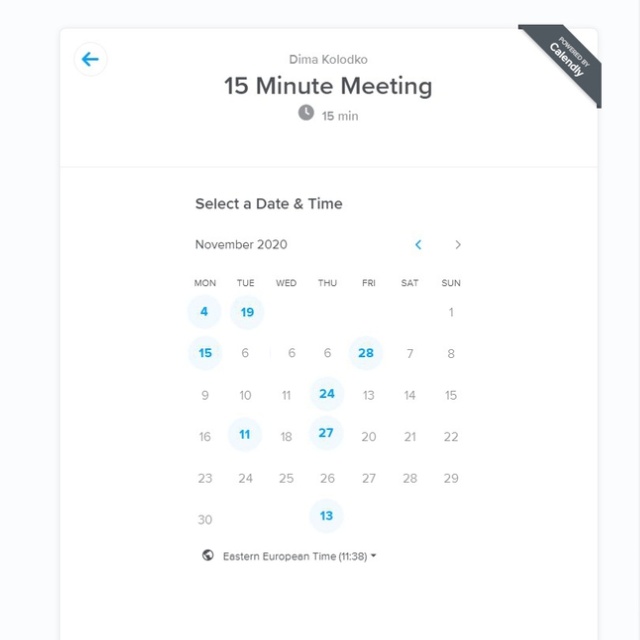 POWERED BY
Calendly
Dima Kolodko
15 Minute Meeting
15 min
Select a Date & Time
November 2020
MON TUE WED THU FRI SAT SUN
4 19 1
15 6 6 6 28 7 8
9 10 11 24 13 14 15
16 11 18 27 20 21 22
23 24 25 26 27 28 29
30 13
Eastern European Time (11:38)